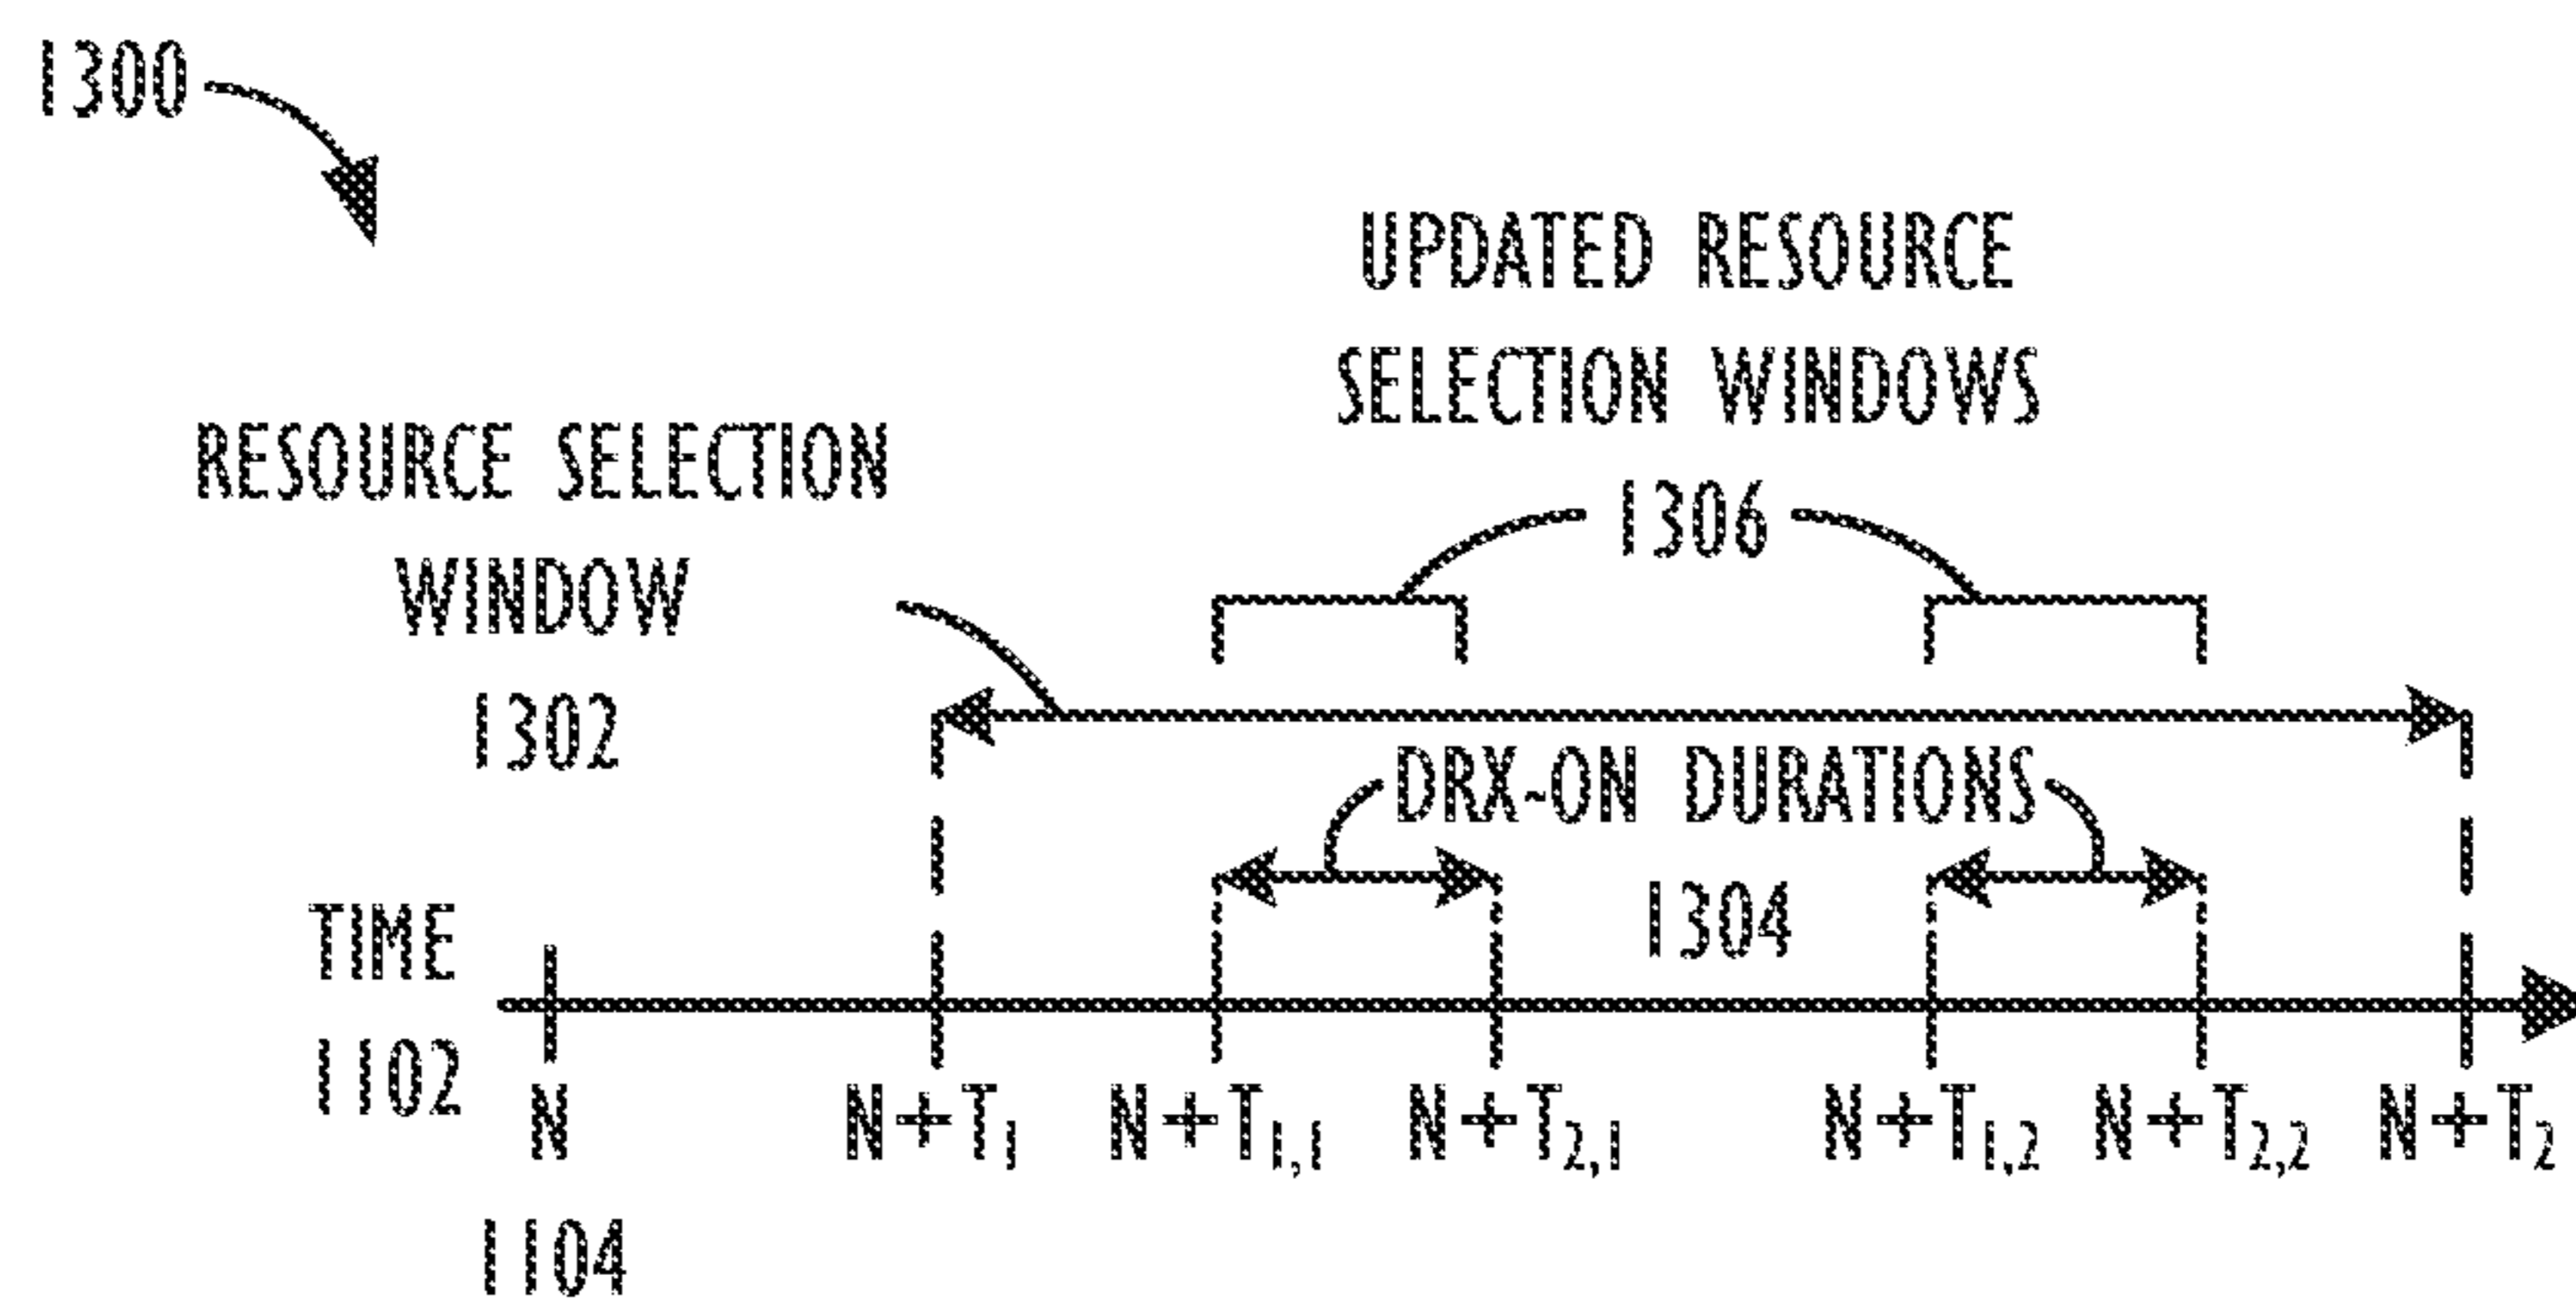 1300
UPDATED RESOURCE
SELECTION WINDOWS
1306
RESOURCE SELECTION
WINDOW
1302
DRX-ON DURATIONS
1304
TIME
1102
N N+T₁ N+T₁,₁ N+T₂,₁ N+T₁,₂ N+T₂,₂ N+T₂
1104